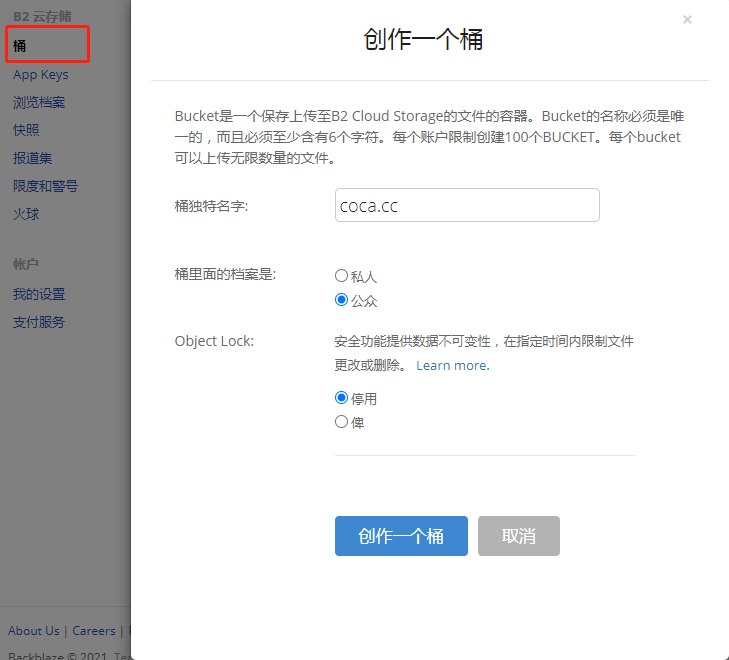 B2 云存储
桶
App Keys
浏览档案
快照
报道集
限度和警号
火球
帐户
我的设置
支付服务
About Us | Careers |
Backblaze © 2021.
×
创作一个桶
Bucket是一个保存上传至B2 Cloud Storage的文件的容器。Bucket的名称必须是唯
一的，而且必须至少含有6个字符。每个账户限制创建100个BUCKET。每个bucket
可以上传无限数量的文件。
桶独特名字:
coca.cc
桶里面的档案是:
私人
公众
Object Lock:
安全功能提供数据不可变性，在指定时间内限制文件
更改或删除。 Learn more.
停用
俾
创作一个桶
取消